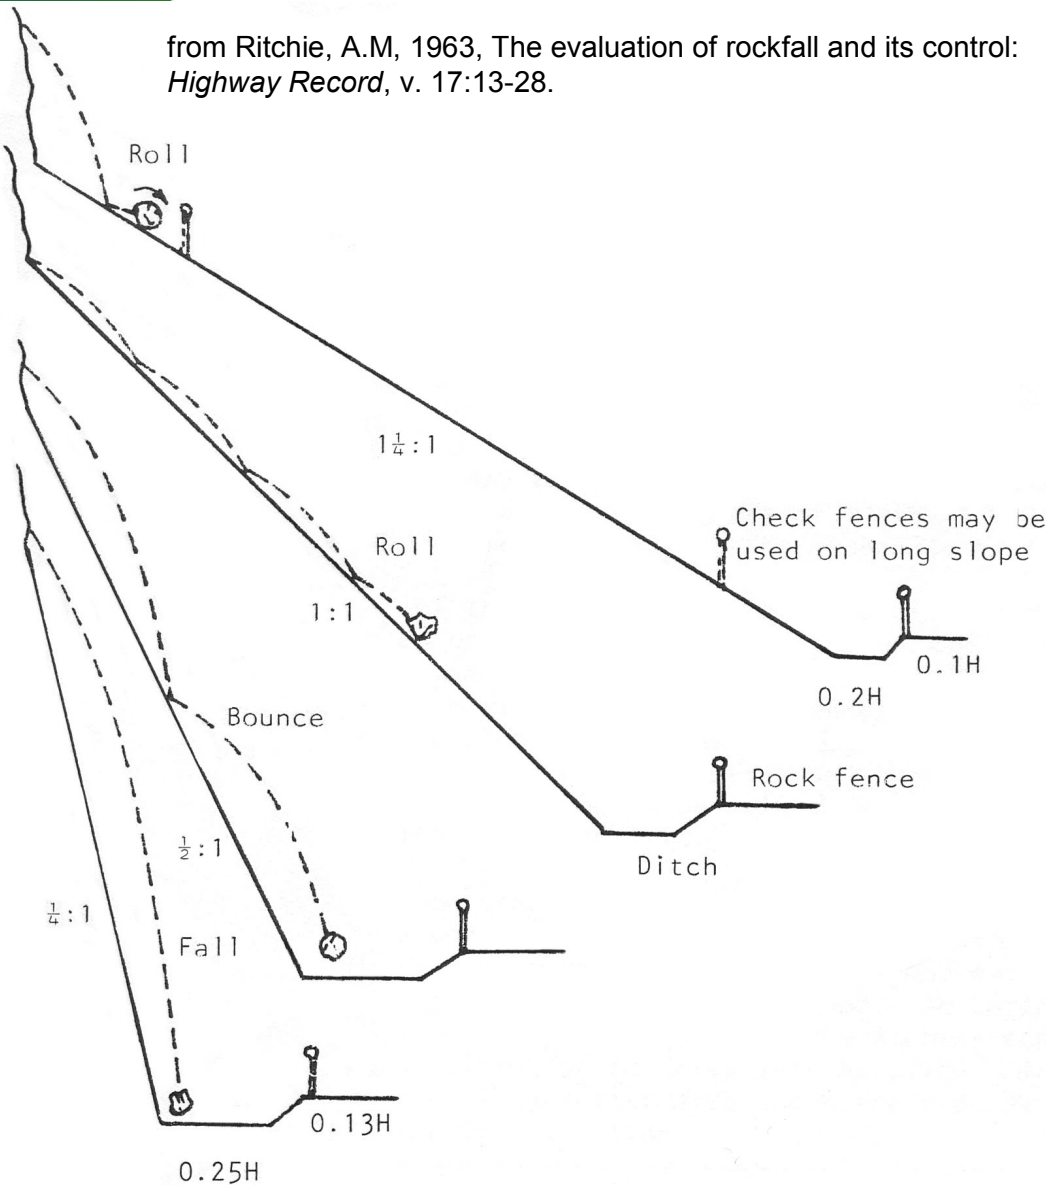 from Ritchie, A.M, 1963, The evaluation of rockfall and its control:
Highway Record, v. 17:13-28.
Roll
1¼:1
Check fences may be
used on long slope
Roll
1:1
0.1H
0.2H
Bounce
Rock fence
½:1
Ditch
¼:1
Fall
0.13H
0.25H